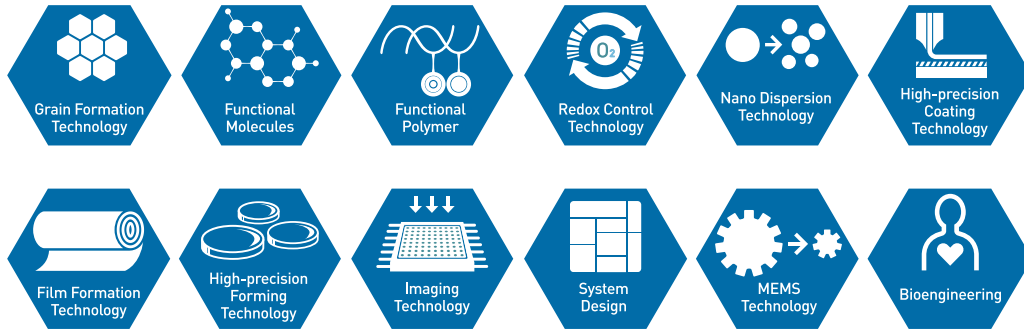 Grain Formation
Technology
Functional
Molecules
Functional
Polymer
O2
Redox Control
Technology
Nano Dispersion
Technology
High-precision
Coating
Technology
Film Formation
Technology
High-precision
Forming
Technology
Imaging
Technology
System
Design
MEMS
Technology
Bioengineering